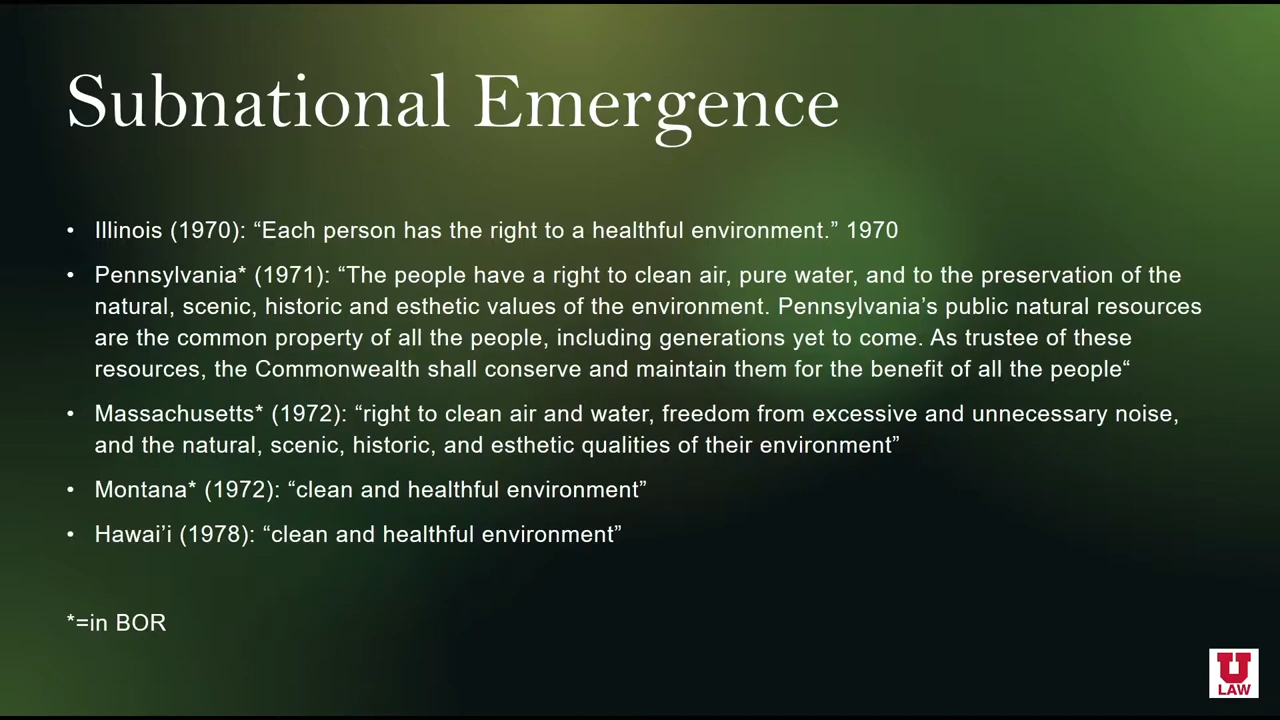 Subnational Emergence
• Illinois (1970): “Each person has the right to a healthful environment.” 1970
• Pennsylvania* (1971): “The people have a right to clean air, pure water, and to the preservation of the
natural, scenic, historic and esthetic values of the environment. Pennsylvania’s public natural resources
are the common property of all the people, including generations yet to come. As trustee of these
resources, the Commonwealth shall conserve and maintain them for the benefit of all the people“
• Massachusetts* (1972): “right to clean air and water, freedom from excessive and unnecessary noise,
and the natural, scenic, historic, and esthetic qualities of their environment”
• Montana* (1972): “clean and healthful environment”
• Hawai’i (1978): “clean and healthful environment”
*=in BOR
U
LAW